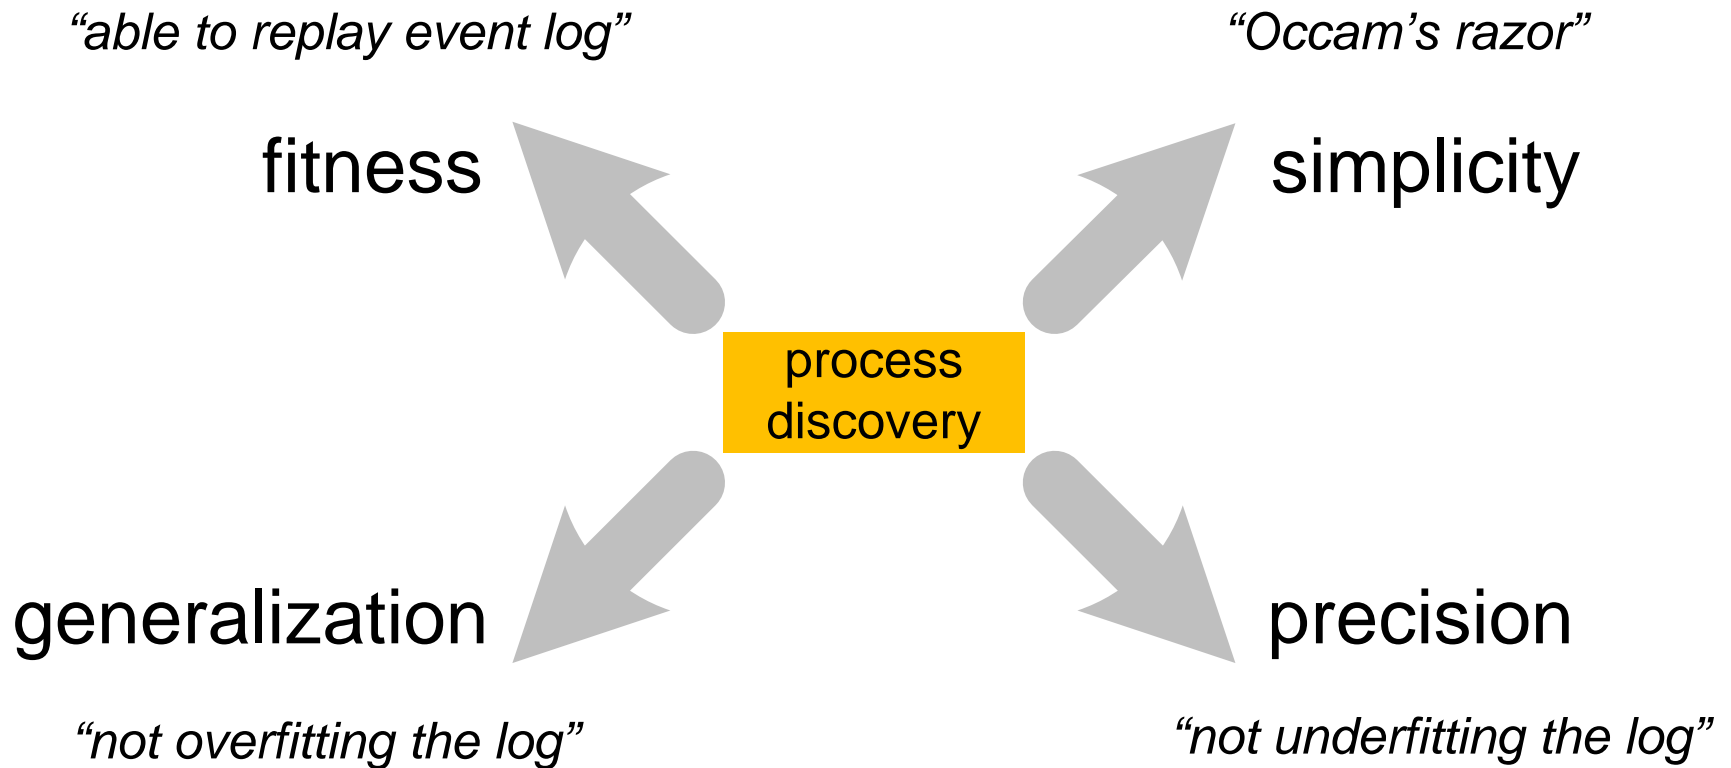 “able to replay event log”
“Occam’s razor”
fitness
simplicity
process
discovery
generalization
precision
“not overfitting the log”
“not underfitting the log”